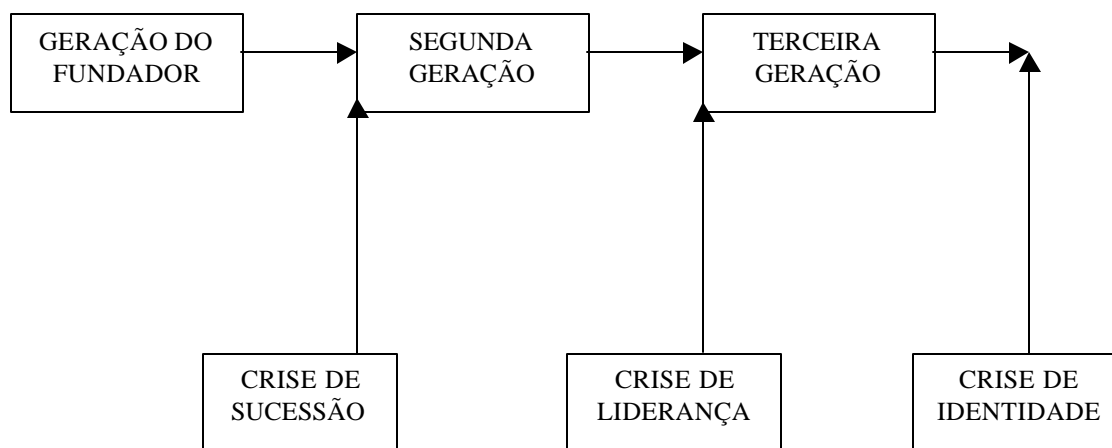 GERAÇÃO DO
FUNDADOR
SEGUNDA
GERAÇÃO
TERCEIRA
GERAÇÃO
CRISE DE
SUCESSÃO
CRISE DE
LIDERANÇA
CRISE DE
IDENTIDADE